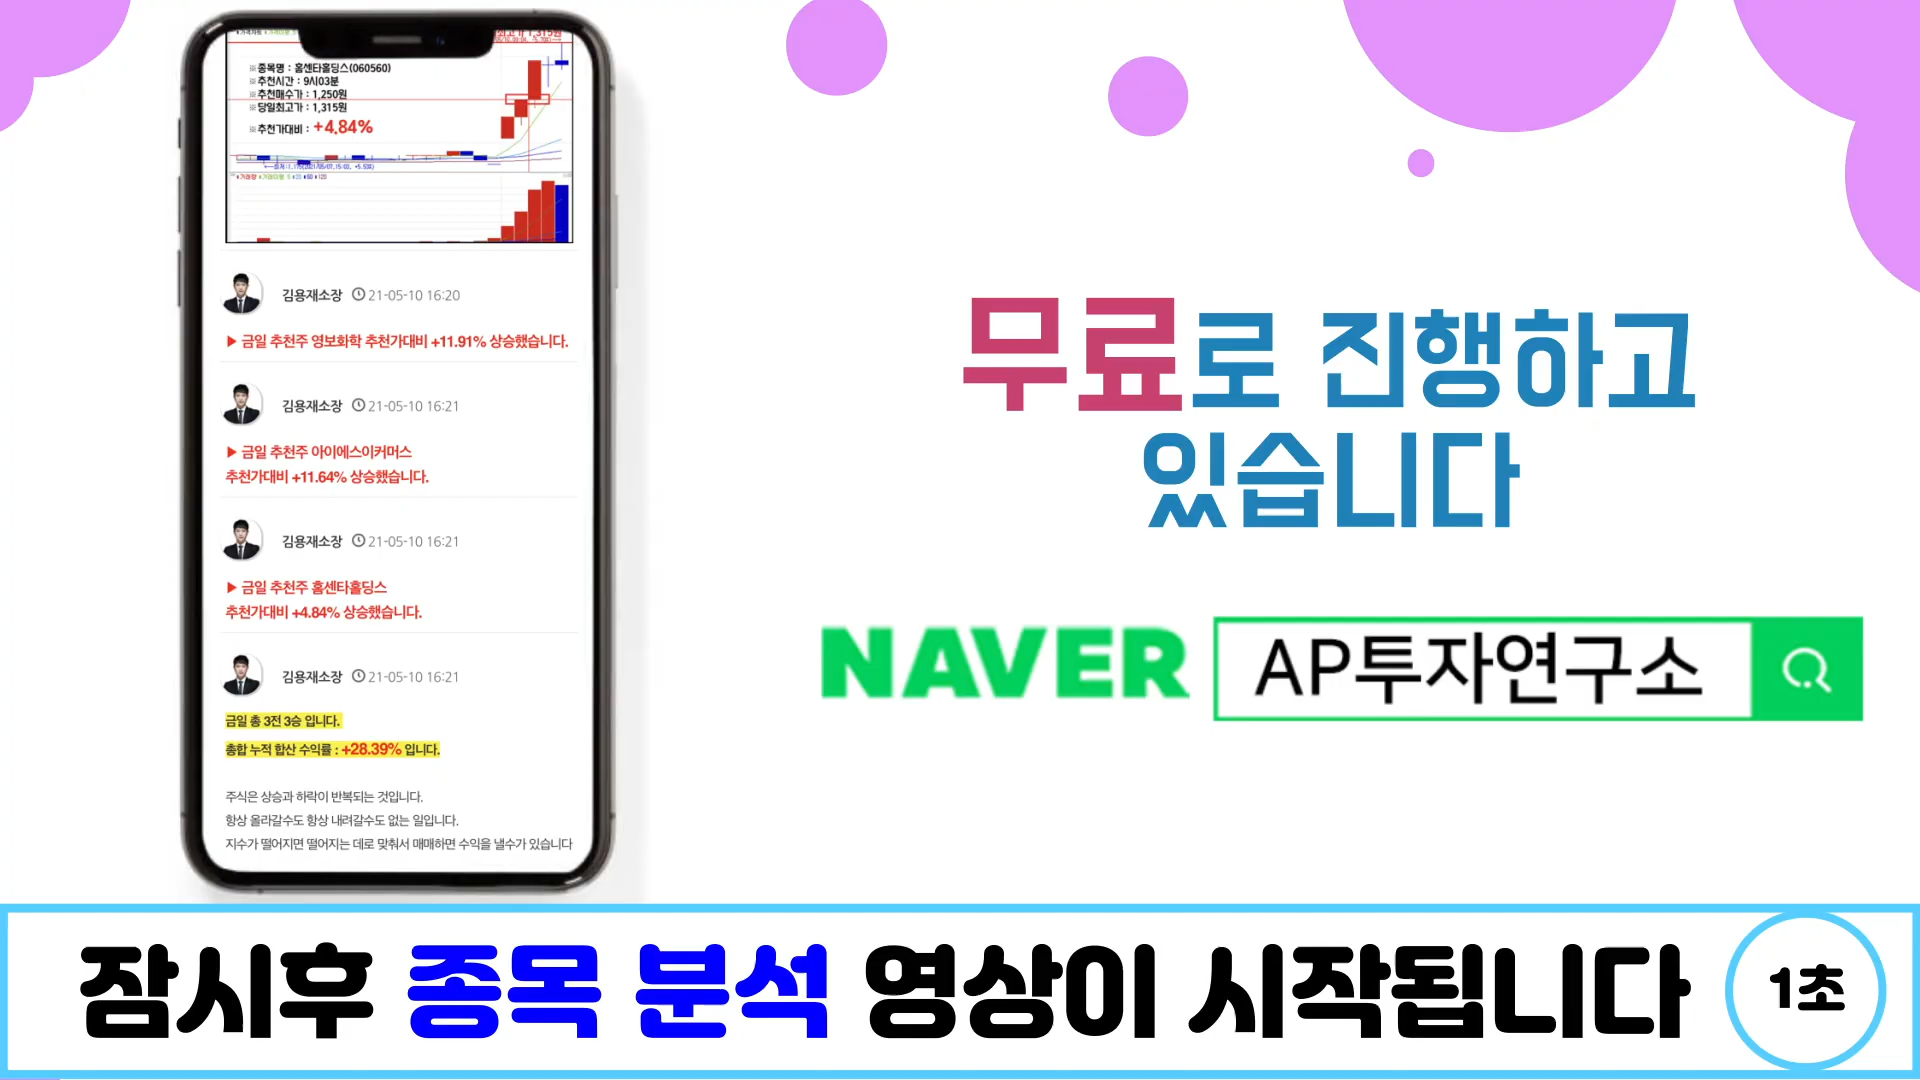 ※종목명 : 홈센타홀딩스(060560)
※추천시간 : 9시03분
※추천매수가 : 1,250원
※당일최고가 : 1,315원
※추천가대비 : +4.84%
김용재소장 21-05-10 16:20
▶ 금일 추천주 영보화학 추천가대비 +11.91% 상승했습니다.
김용재소장 21-05-10 16:21
▶ 금일 추천주 아이에스이커머스
추천가대비 +11.64% 상승했습니다.
김용재소장 21-05-10 16:21
▶ 금일 추천주 홈센타홀딩스
추천가대비 +4.84% 상승했습니다.
김용재소장 21-05-10 16:21
금일 총 3전 3승 입니다.
총합 누적 합산 수익률 : +28.39% 입니다.
주식은 상승과 하락이 반복되는 것입니다.
항상 올라갈수도 항상 내려갈수도 없는 일입니다.
지수가 떨어지면 떨어지는 데로 맞춰서 매매하면 수익을 낼수가 있습니다
무료로 진행하고
있습니다
NAVER AP투자연구소
잠시후 종목 분석 영상이 시작됩니다 1초